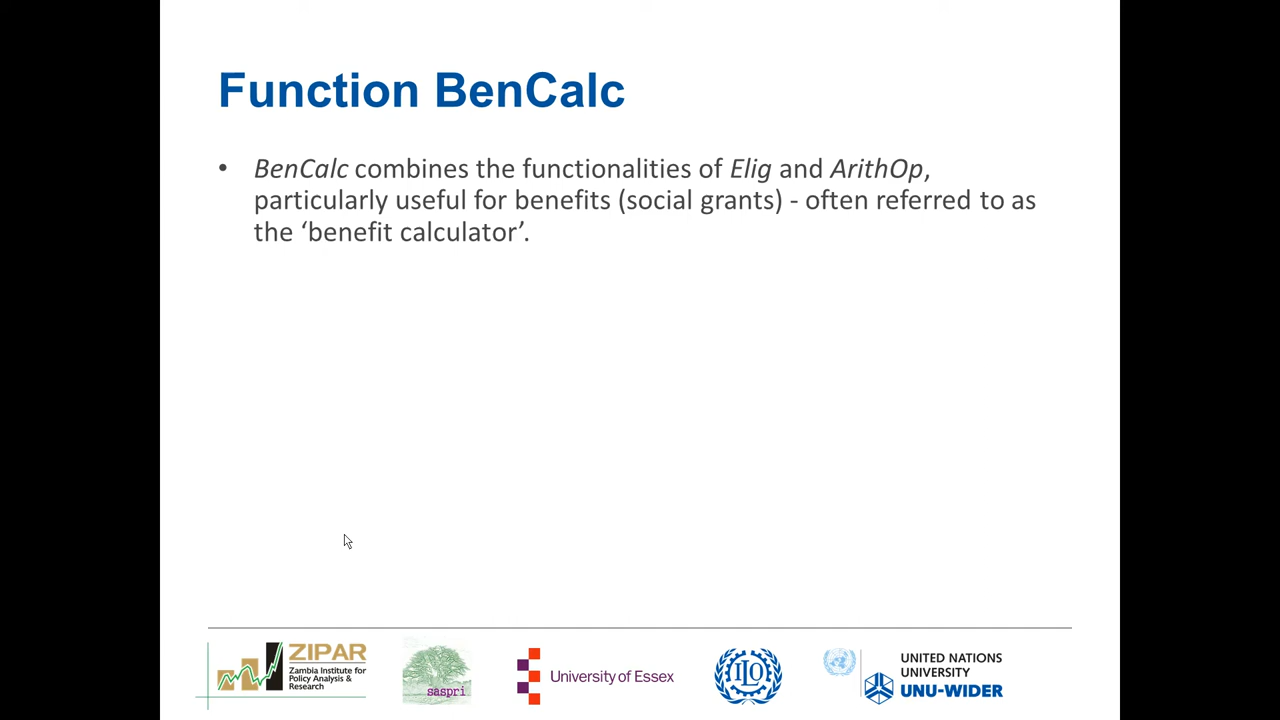 Function BenCalc
• BenCalc combines the functionalities of Elig and ArithOp,
particularly useful for benefits (social grants) - often referred to as
the ‘benefit calculator’.
ZIPAR
Zambia Institute for
Policy Analysis &
Research
saspri
University of Essex
ILO
UNITED NATIONS
UNIVERSITY
UNU-WIDER